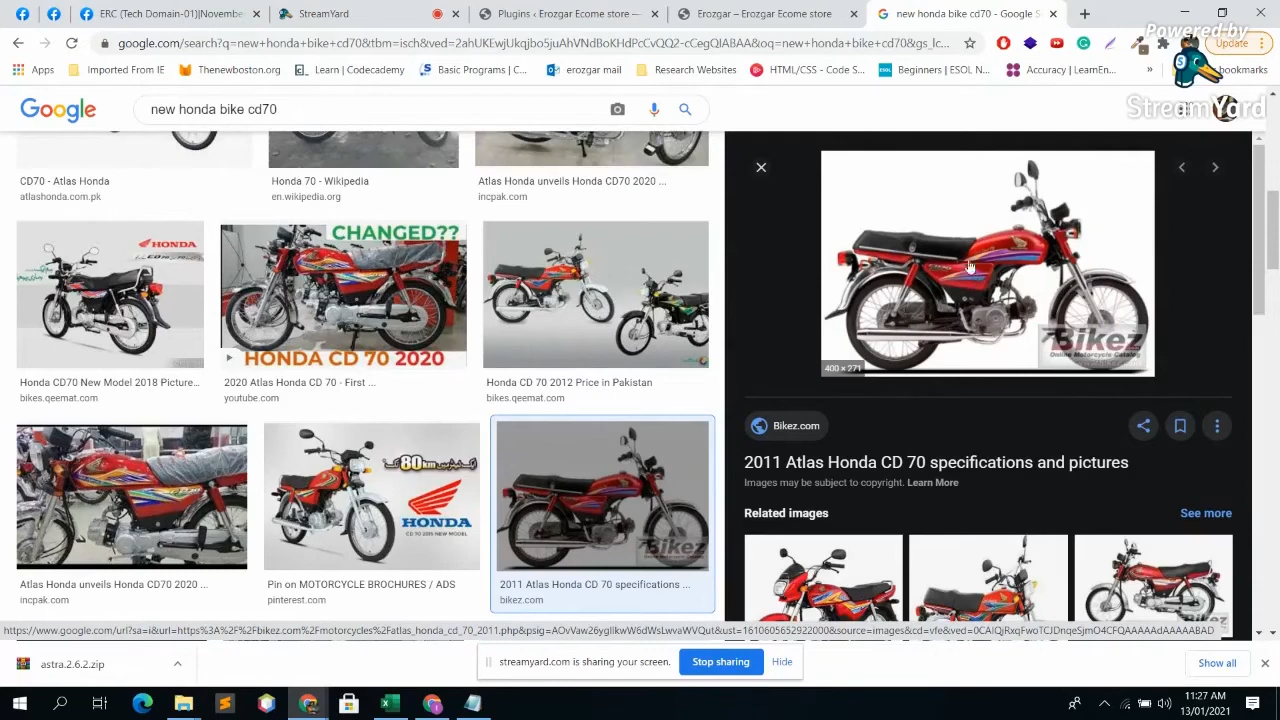 ERC (Tech Domain-01)|Novembe
StreamYard
Plugins ‹ Erozgar Ecome store —
Erozgar – Erozgar Ecome store
new honda bike cd70 - Google S
Powered by
google.com/search?q=new+honda+bike+cd70&tbm=isch&ved=
Update
Apps
Imported From IE
Thenewboston.org
Learn | Codecademy
Basic Programs | C...
erozgar mail
Research Websites
HTML/CSS - Code S...
Beginners | ESOL N...
Accuracy | LearnEn...
»
bookmarks
StreamYard
Google
new honda bike cd70
CD70 - Atlas Honda
atlashonda.com.pk
Honda 70 - Wikipedia
en.wikipedia.org
Atlas Honda unveils Honda CD70 2020 ...
incpak.com
HONDA
CHANGED??
HONDA CD 70 2020
Honda CD70 New Model 2018 Picture...
bikes.qeemat.com
2020 Atlas Honda CD 70 - First ...
youtube.com
Honda CD 70 2012 Price in Pakistan
bikes.qeemat.com
80km
HONDA
CD 70 2015 NEW MODEL
Bikez
Atlas Honda unveils Honda CD70 2020 ...
incpak.com
Pin on MOTORCYCLE BROCHURES / ADS
pinterest.com
2011 Atlas Honda CD 70 specifications ...
bikez.com
Bikez
Online Motorcycle Catalog
400 × 271
Bikez.com
2011 Atlas Honda CD 70 specifications and pictures
Images may be subject to copyright. Learn More
Related images
See more
astra.2.6.2.zip
streamyard.com is sharing your screen.
Stop sharing
Hide
Show all
11:27 AM
13/01/2021